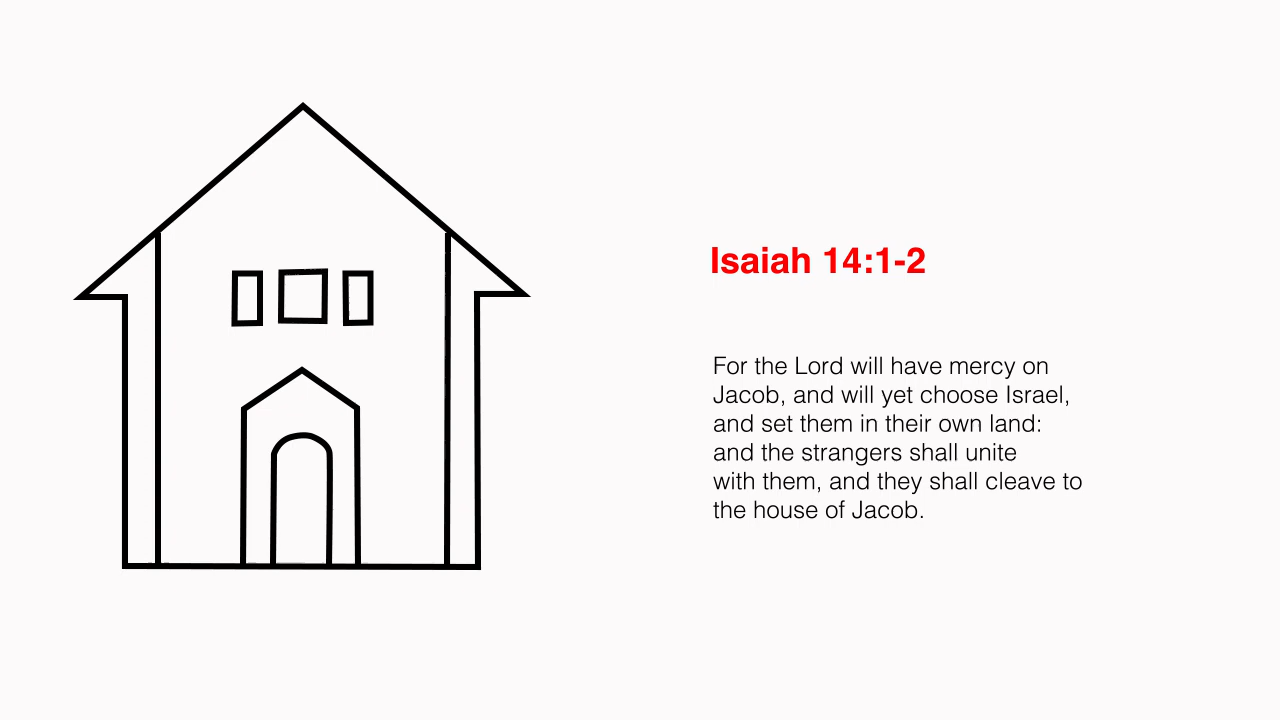 Isaiah 14:1-2
For the Lord will have mercy on
Jacob, and will yet choose Israel,
and set them in their own land:
and the strangers shall unite
with them, and they shall cleave to
the house of Jacob.